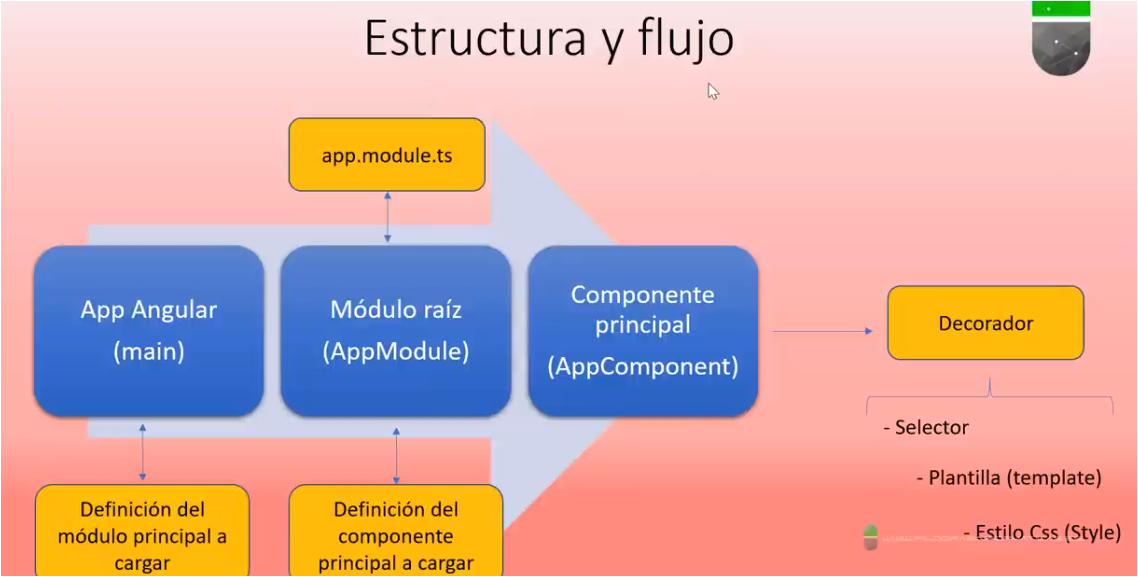 Estructura y flujo
app.module.ts
App Angular
(main)
Módulo raíz
(AppModule)
Componente
principal
(AppComponent)
Decorador
- Selector
- Plantilla (template)
- Estilo Css (Style)
Definición del
módulo principal a
cargar
Definición del
componente
principal a cargar